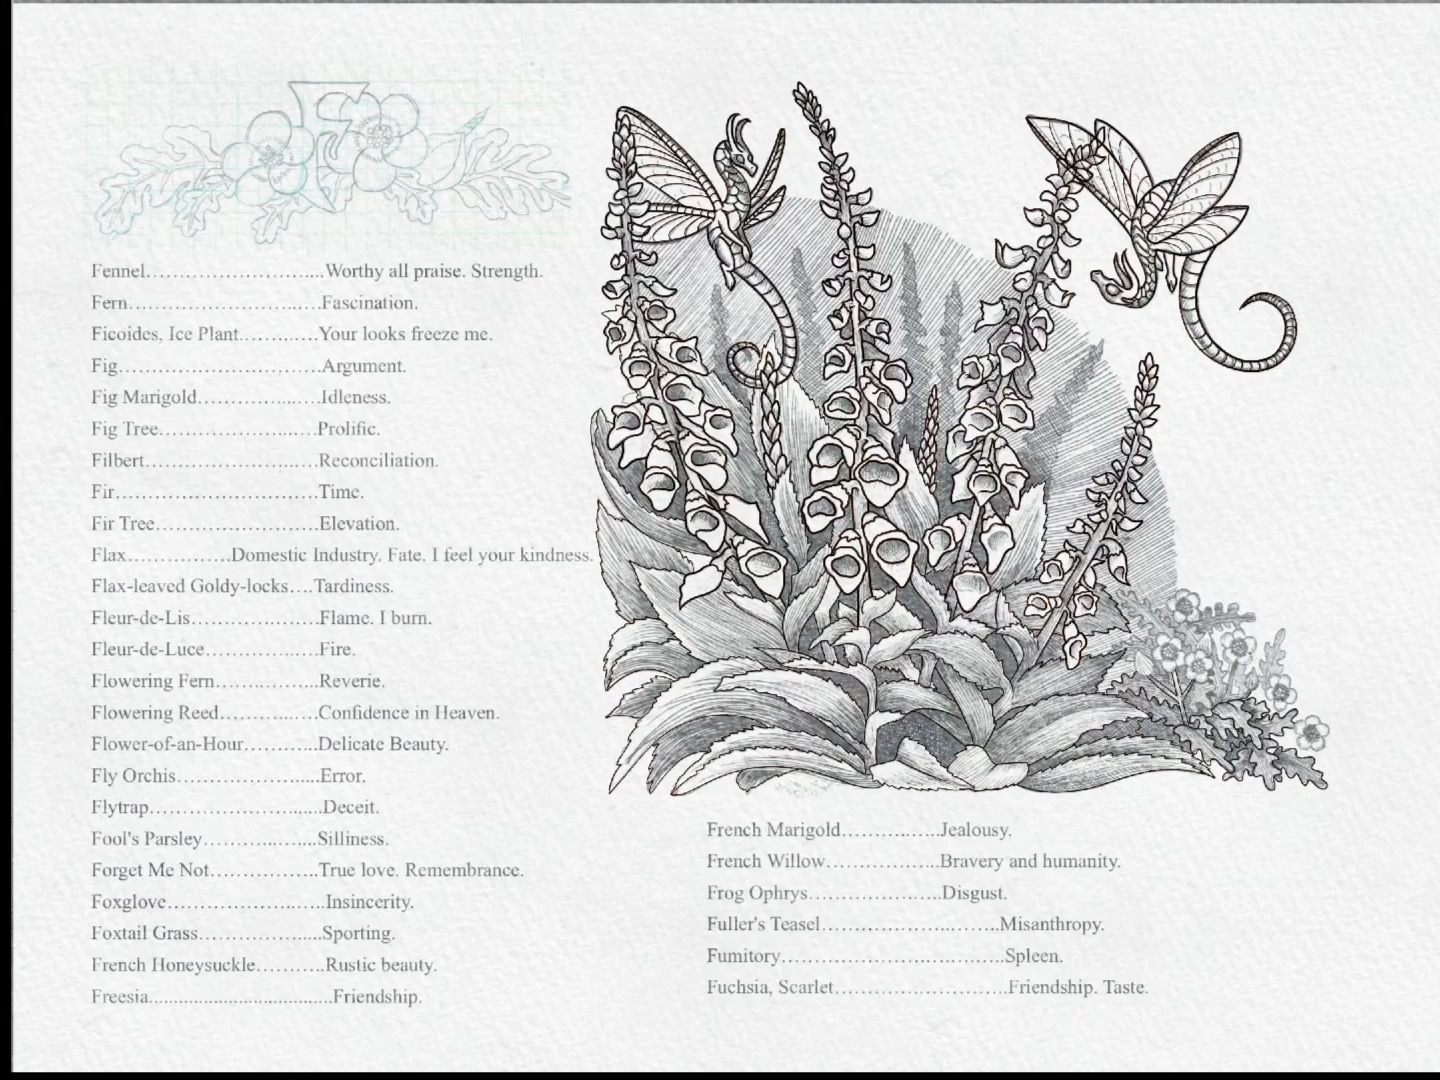 F
Fennel..............................Worthy all praise. Strength.
Fern.................................Fascination.
Ficoides, Ice Plant.............Your looks freeze me.
Fig..................................Argument.
Fig Marigold.....................Idleness.
Fig Tree...........................Prolific.
Filbert.............................Reconciliation.
Fir...................................Time.
Fir Tree............................Elevation.
Flax.................Domestic Industry. Fate. I feel your kindness.
Flax-leaved Goldy-locks....Tardiness.
Fleur-de-Lis.....................Flame. I burn.
Fleur-de-Luce...................Fire.
Flowering Fern.................Reverie.
Flowering Reed................Confidence in Heaven.
Flower-of-an-Hour............Delicate Beauty.
Fly Orchis.......................Error.
Flytrap............................Deceit.
Fool's Parsley...................Silliness.
Forget Me Not..................True love. Remembrance.
Foxglove.........................Insincerity.
Foxtail Grass....................Sporting.
French Honeysuckle...........Rustic beauty.
Freesia.....................................Friendship.
French Marigold................Jealousy.
French Willow..................Bravery and humanity.
Frog Ophrys.....................Disgust.
Fuller's Teasel............................Misanthropy.
Fumitory...................................Spleen.
Fuchsia, Scarlet...........................Friendship. Taste.